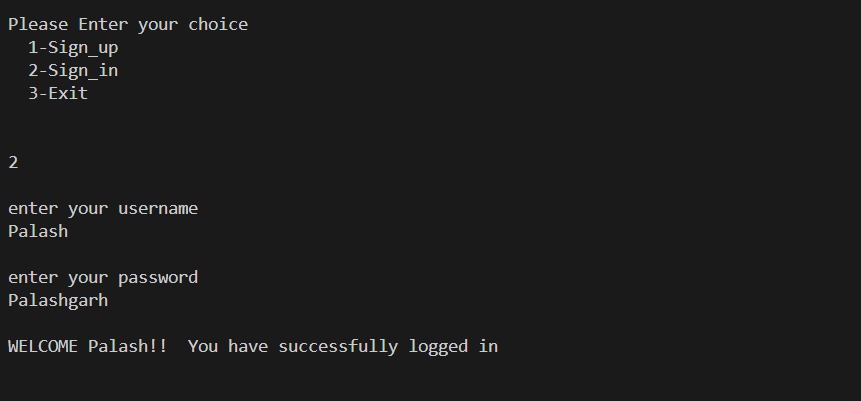 Please Enter your choice
1-Sign_up
2-Sign_in
3-Exit
2
enter your username
Palash
enter your password
Palashgarh
WELCOME Palash!!  You have successfully logged in